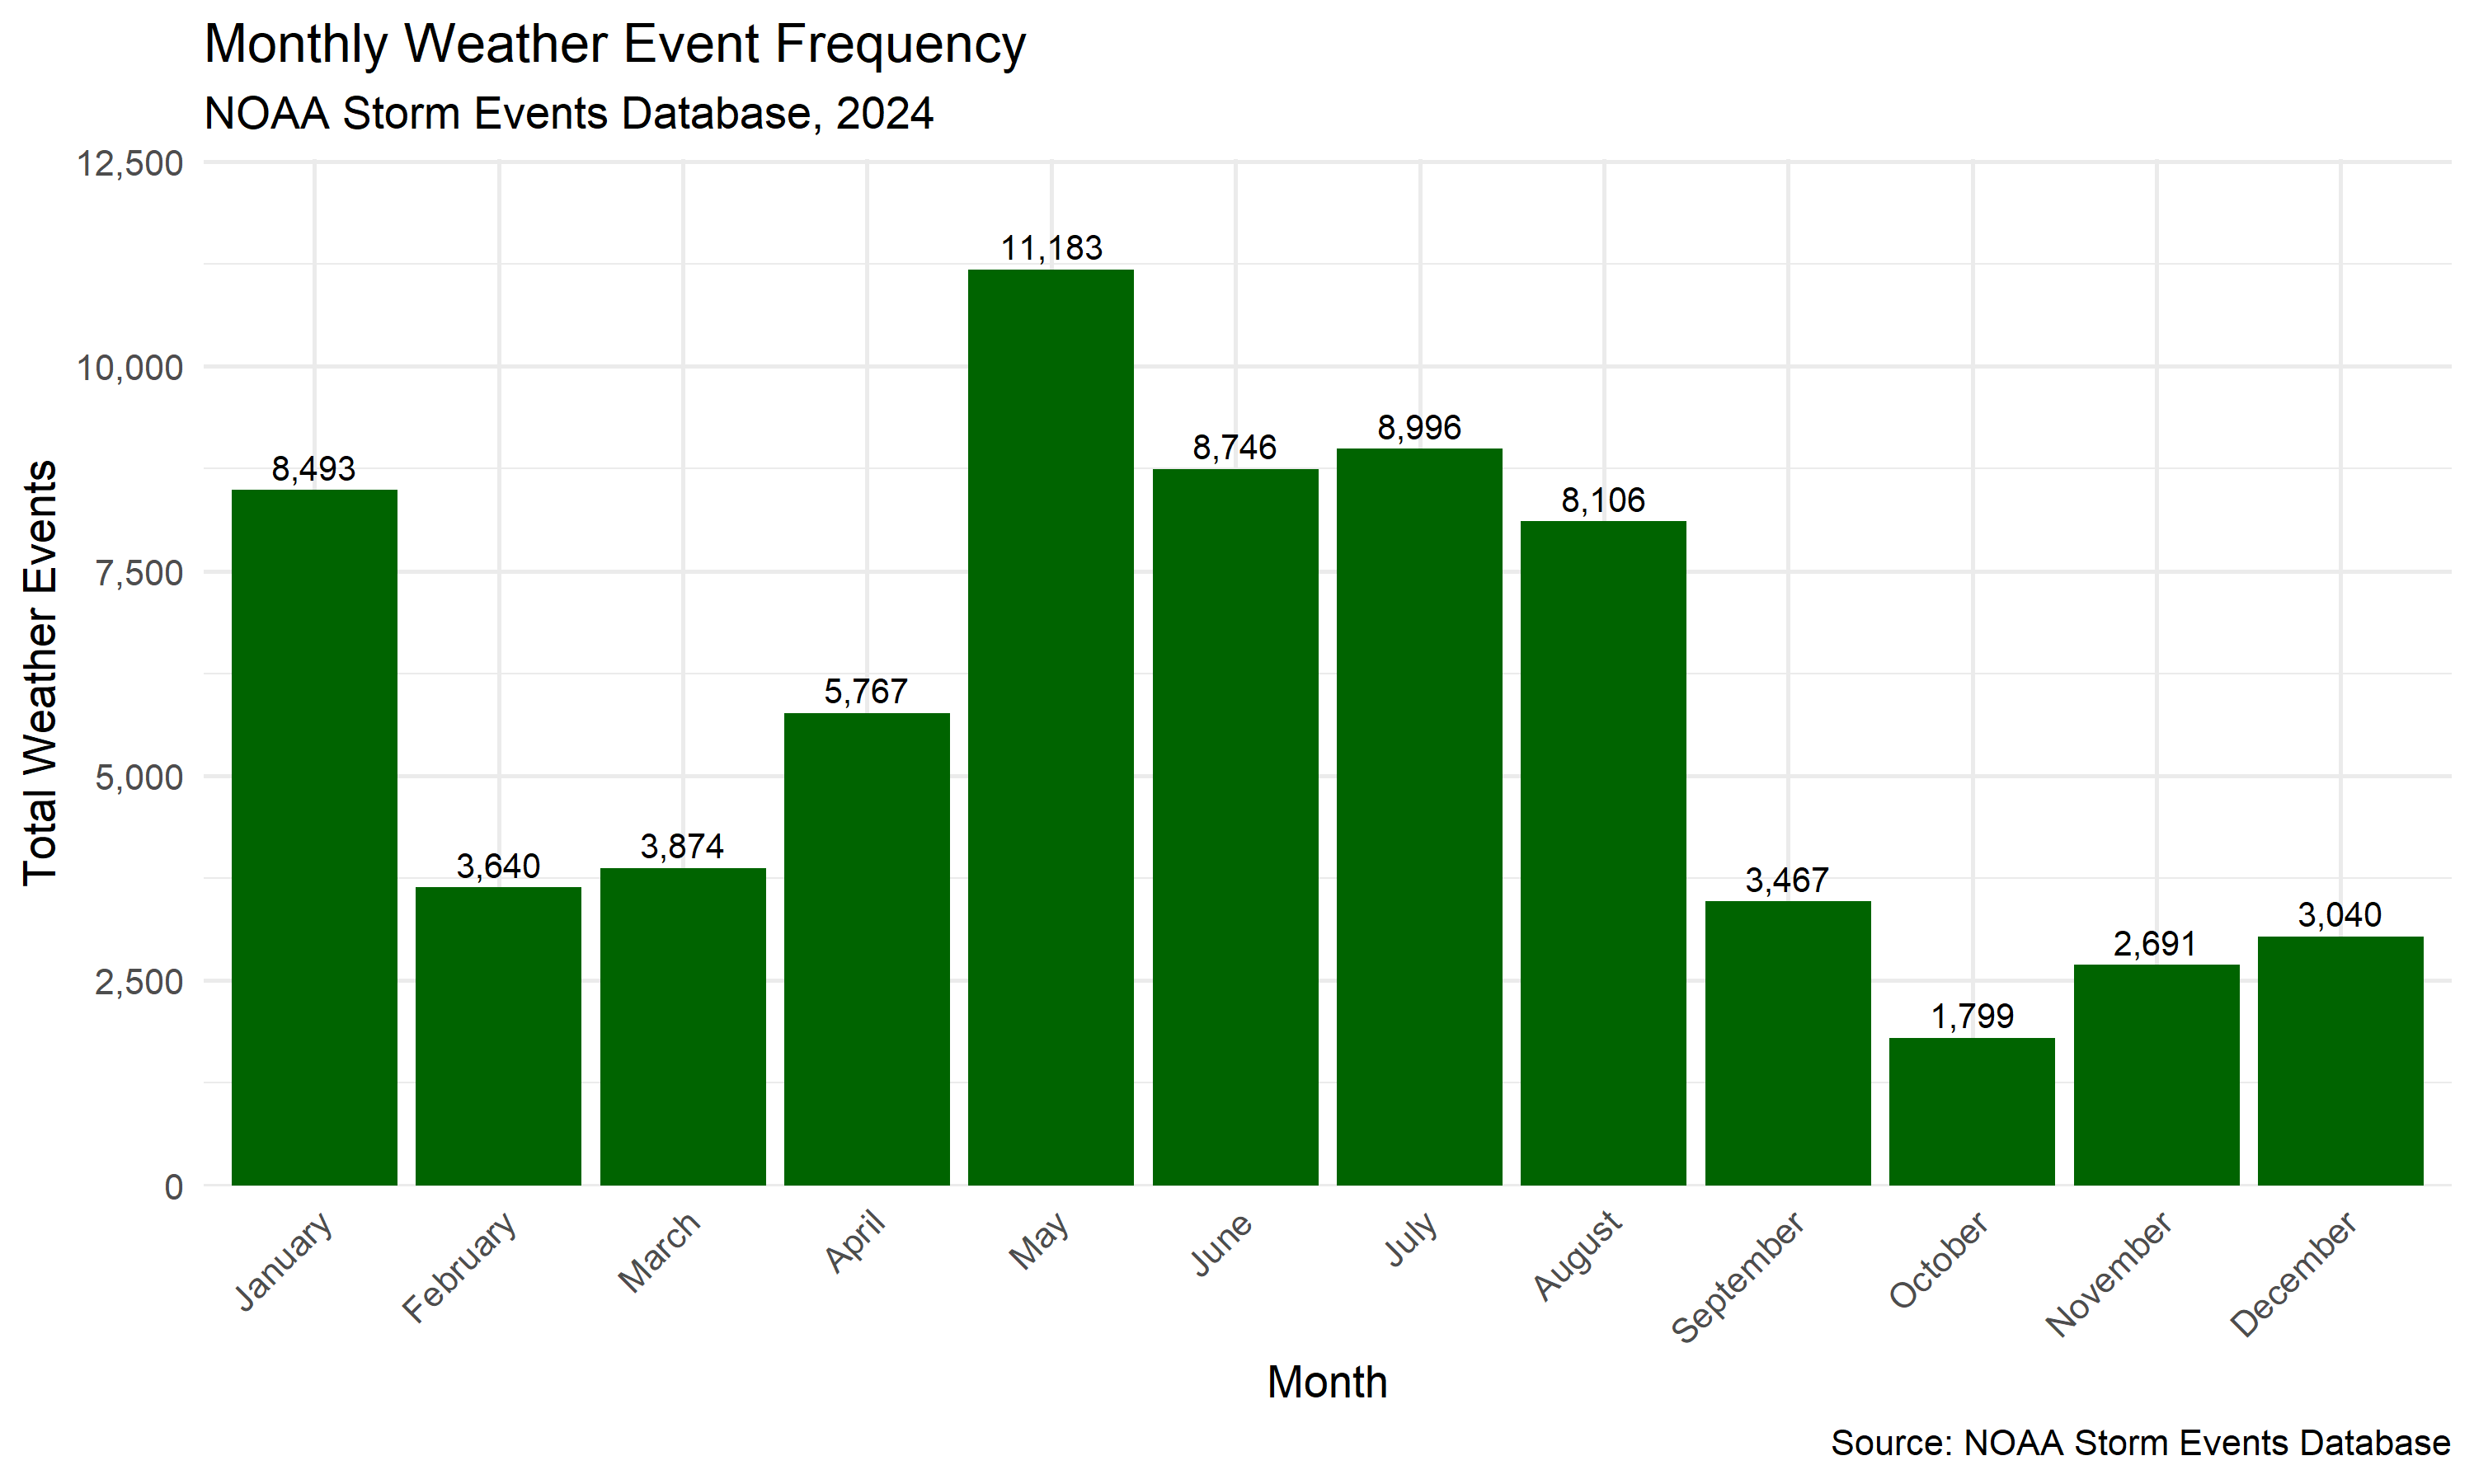 Monthly Weather Event Frequency
NOAA Storm Events Database, 2024
Total Weather Events
12,500
10,000
7,500
5,000
2,500
0
8,493
3,640
3,874
5,767
11,183
8,746
8,996
8,106
3,467
1,799
2,691
3,040
January
February
March
April
May
June
July
August
September
October
November
December
Month
Source: NOAA Storm Events Database